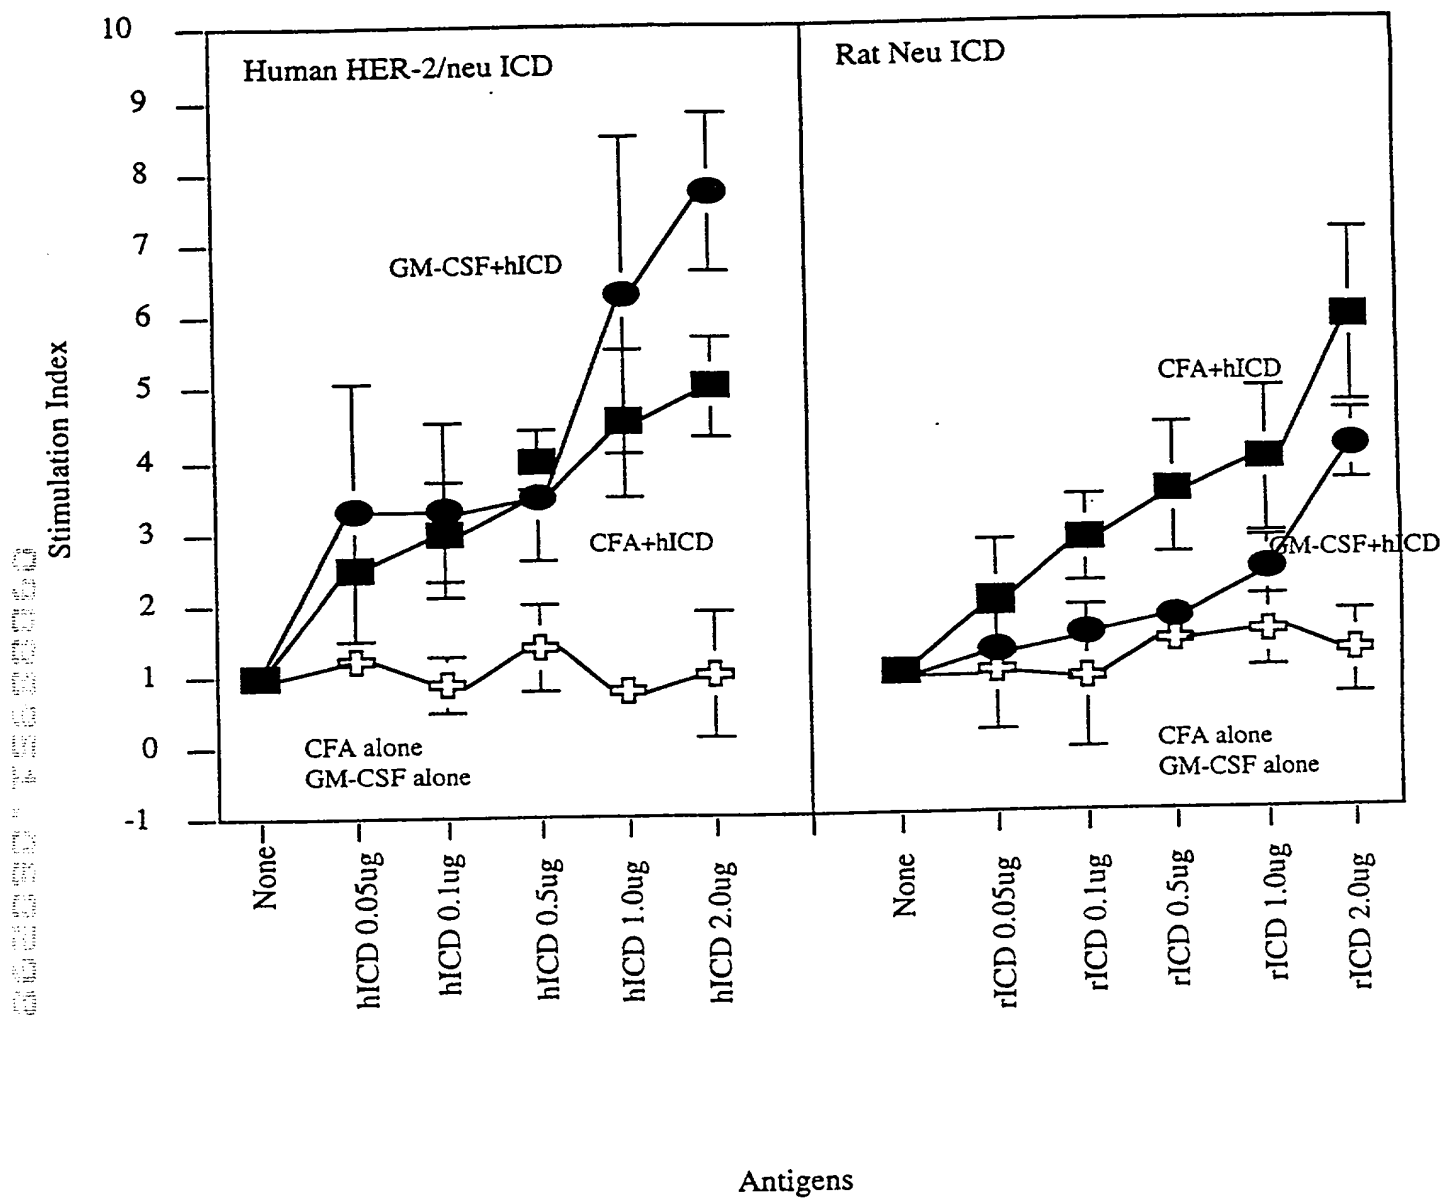 Human HER-2/neu ICD
Rat Neu ICD
10
9
8
7
6
5
4
3
2
1
0
-1
Stimulation Index
GM-CSF+hICD
CFA+hICD
CFA alone
GM-CSF alone
CFA+hICD
GM-CSF+hICD
CFA alone
GM-CSF alone
None
hICD 0.05ug
hICD 0.1ug
hICD 0.5ug
hICD 1.0ug
hICD 2.0ug
None
rICD 0.05ug
rICD 0.1ug
rICD 0.5ug
rICD 1.0ug
rICD 2.0ug
Antigens